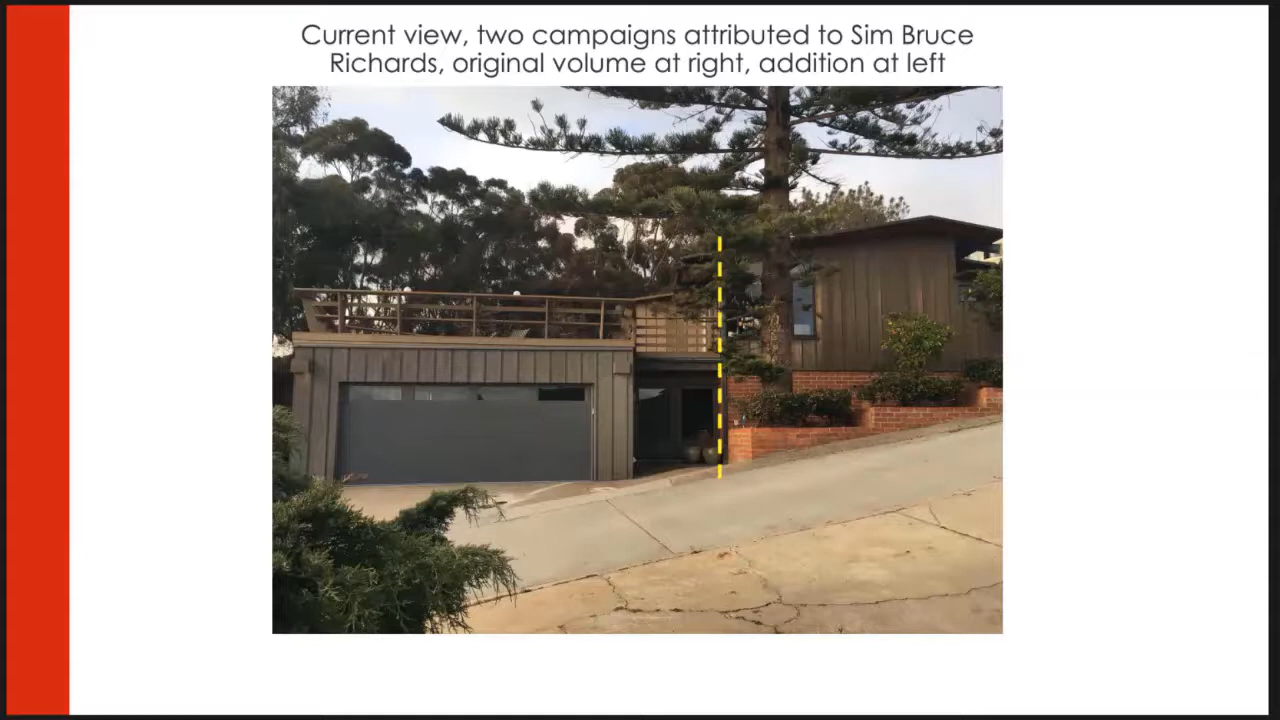 Current view, two campaigns attributed to Sim Bruce
Richards, original volume at right, addition at left